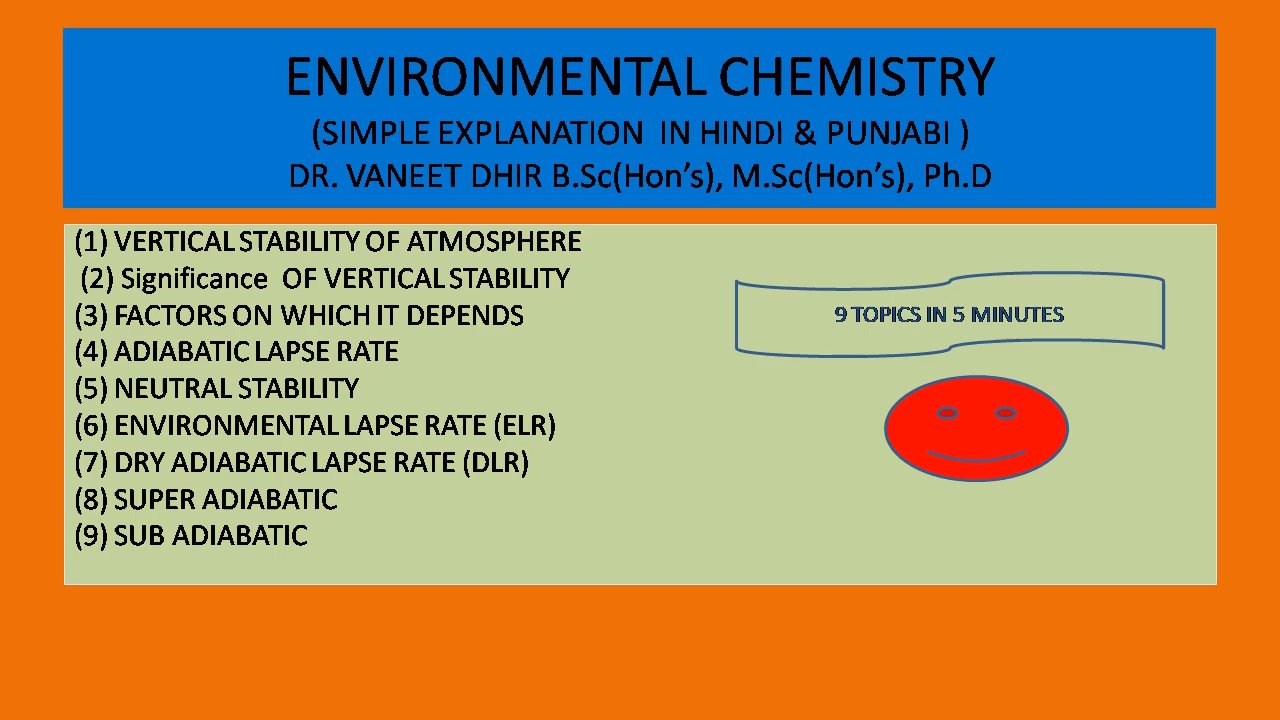 ENVIRONMENTAL CHEMISTRY
(SIMPLE EXPLANATION IN HINDI & PUNJABI )
DR. VANEET DHIR B.Sc(Hon’s), M.Sc(Hon’s), Ph.D
(1) VERTICAL STABILITY OF ATMOSPHERE
(2) Significance OF VERTICAL STABILITY
(3) FACTORS ON WHICH IT DEPENDS
(4) ADIABATIC LAPSE RATE
(5) NEUTRAL STABILITY
(6) ENVIRONMENTAL LAPSE RATE (ELR)
(7) DRY ADIABATIC LAPSE RATE (DLR)
(8) SUPER ADIABATIC
(9) SUB ADIABATIC
9 TOPICS IN 5 MINUTES